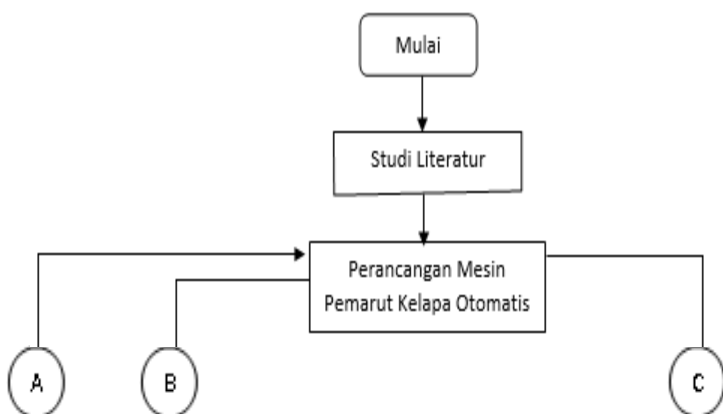 Mulai
Studi Literatur
Perancangan Mesin
Pemarut Kelapa Otomatis
A
B
C